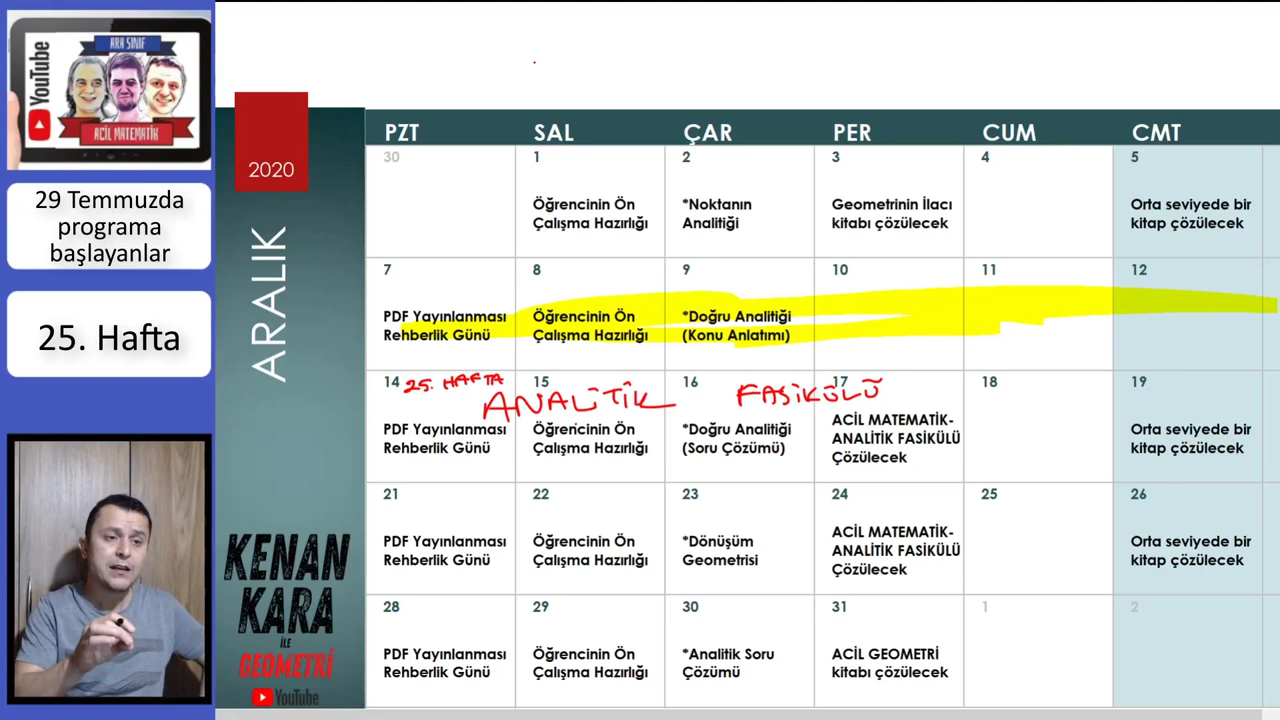 YouTube
ARA SINIF
ACİL MATEMATİK
29 Temmuzda
programa
başlayanlar
25. Hafta
2020
ARALIK
KENAN
KARA
İLE
GEOMETRİ
YouTube
PZT SAL ÇAR PER CUM CMT
30 1 2 3 4 5
Öğrencinin Ön *Noktanın Geometrinin İlacı Orta seviyede bir
Çalışma Hazırlığı Analitiği kitabı çözülecek kitap çözülecek
7 8 9 10 11 12
PDF Yayınlanması Öğrencinin Ön *Doğru Analitiği
Rehberlik Günü Çalışma Hazırlığı (Konu Anlatımı)
14 25. HAFTA 15 16 17 18 19
ANALİTİK FASİKÜLÜ
PDF Yayınlanması Öğrencinin Ön *Doğru Analitiği ACİL MATEMATİK- Orta seviyede bir
Rehberlik Günü Çalışma Hazırlığı (Soru Çözümü) ANALİTİK FASİKÜLÜ kitap çözülecek
Çözülecek
21 22 23 24 25 26
PDF Yayınlanması Öğrencinin Ön *Dönüşüm ACİL MATEMATİK- Orta seviyede bir
Rehberlik Günü Çalışma Hazırlığı Geometrisi ANALİTİK FASİKÜLÜ kitap çözülecek
Çözülecek
28 29 30 31 1 2
PDF Yayınlanması Öğrencinin Ön *Analitik Soru ACİL GEOMETRİ
Rehberlik Günü Çalışma Hazırlığı Çözümü kitabı çözülecek